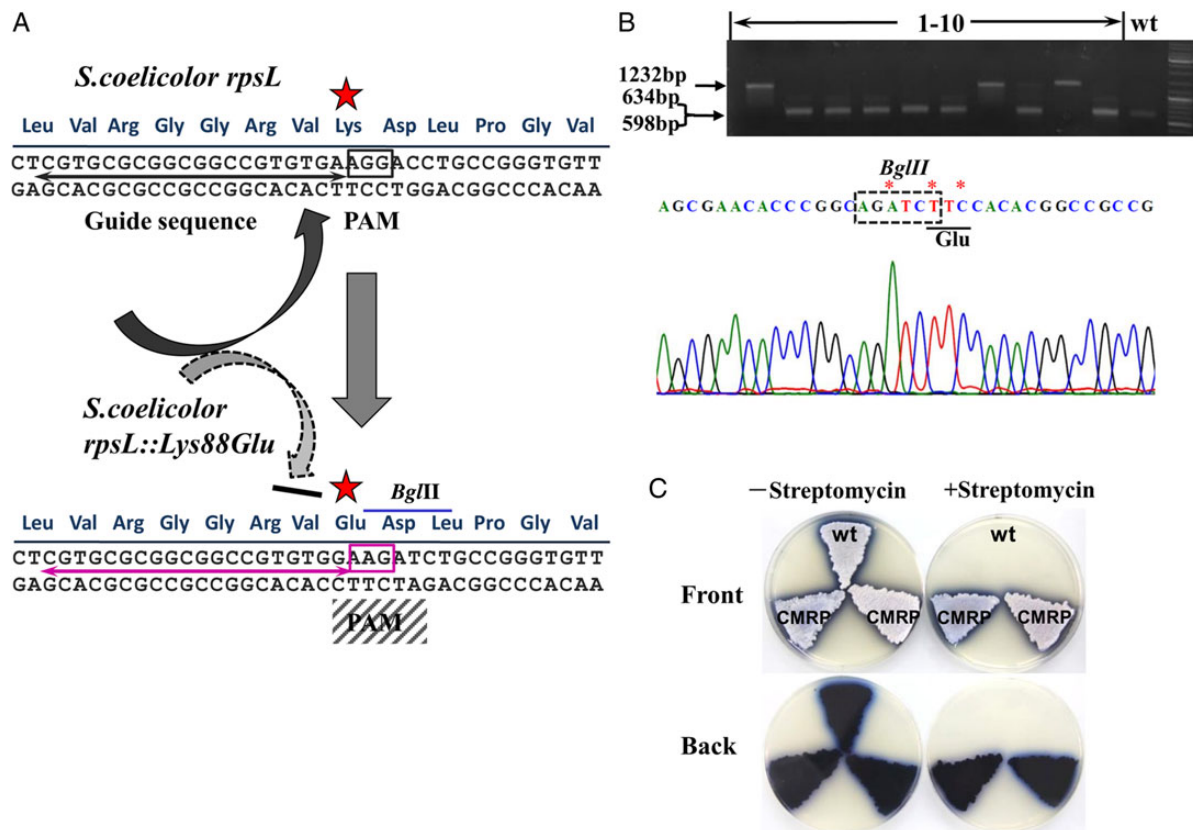 A
S.coelicolor rpsL
Leu Val Arg Gly Gly Arg Val Lys Asp Leu Pro Gly Val
CTCGTGCGCGGCGGCCGTGTGAAGGACCTGCCGGGTGTT
GAGCACGCGCCGCCGGCACACTTCCTGGACGGCCCACAA
Guide sequence PAM
S.coelicolor
rpsL::Lys88Glu
BglII
Leu Val Arg Gly Gly Arg Val Glu Asp Leu Pro Gly Val
CTCGTGCGCGGCGGCCGTGTGGAAGATCTGCCGGGTGTT
GAGCACGCGCCGCCGGCACACCTTCTAGACGGCCCACAA
PAM
B
1-10 wt
1232bp
634bp
598bp
BglII
* * *
AGCGAACACCCGGCAGATCTTCCACACGGCCGCCG
Glu
C
−Streptomycin +Streptomycin
wt wt
Front
CMRP CMRP CMRP CMRP
Back